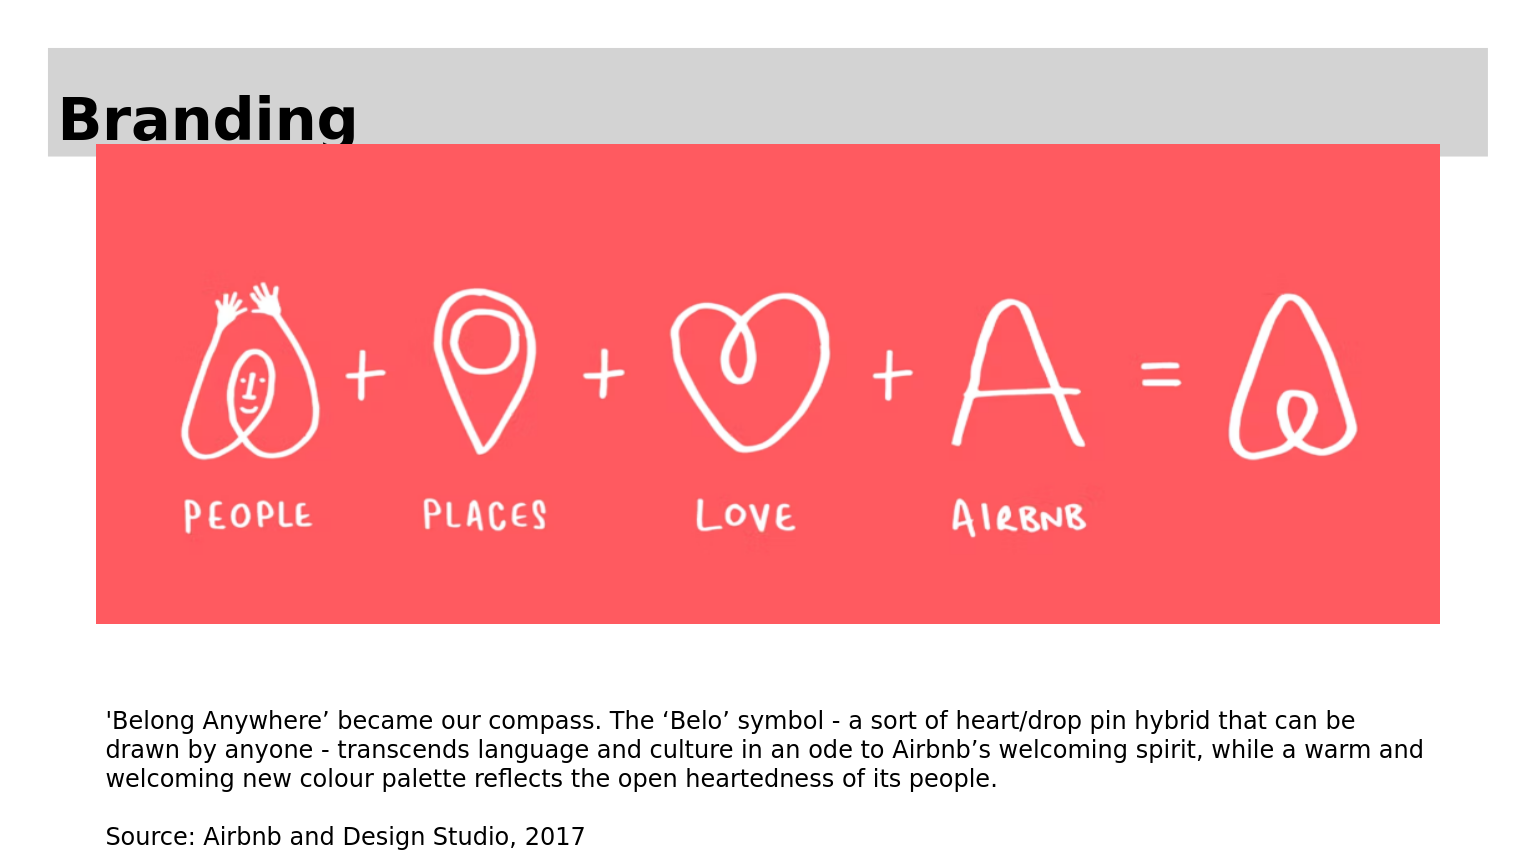 Branding
PEOPLE + PLACES + LOVE + AIRBNB =
'Belong Anywhere’ became our compass. The ‘Belo’ symbol - a sort of heart/drop pin hybrid that can be
drawn by anyone - transcends language and culture in an ode to Airbnb’s welcoming spirit, while a warm and
welcoming new colour palette reflects the open heartedness of its people.
Source: Airbnb and Design Studio, 2017